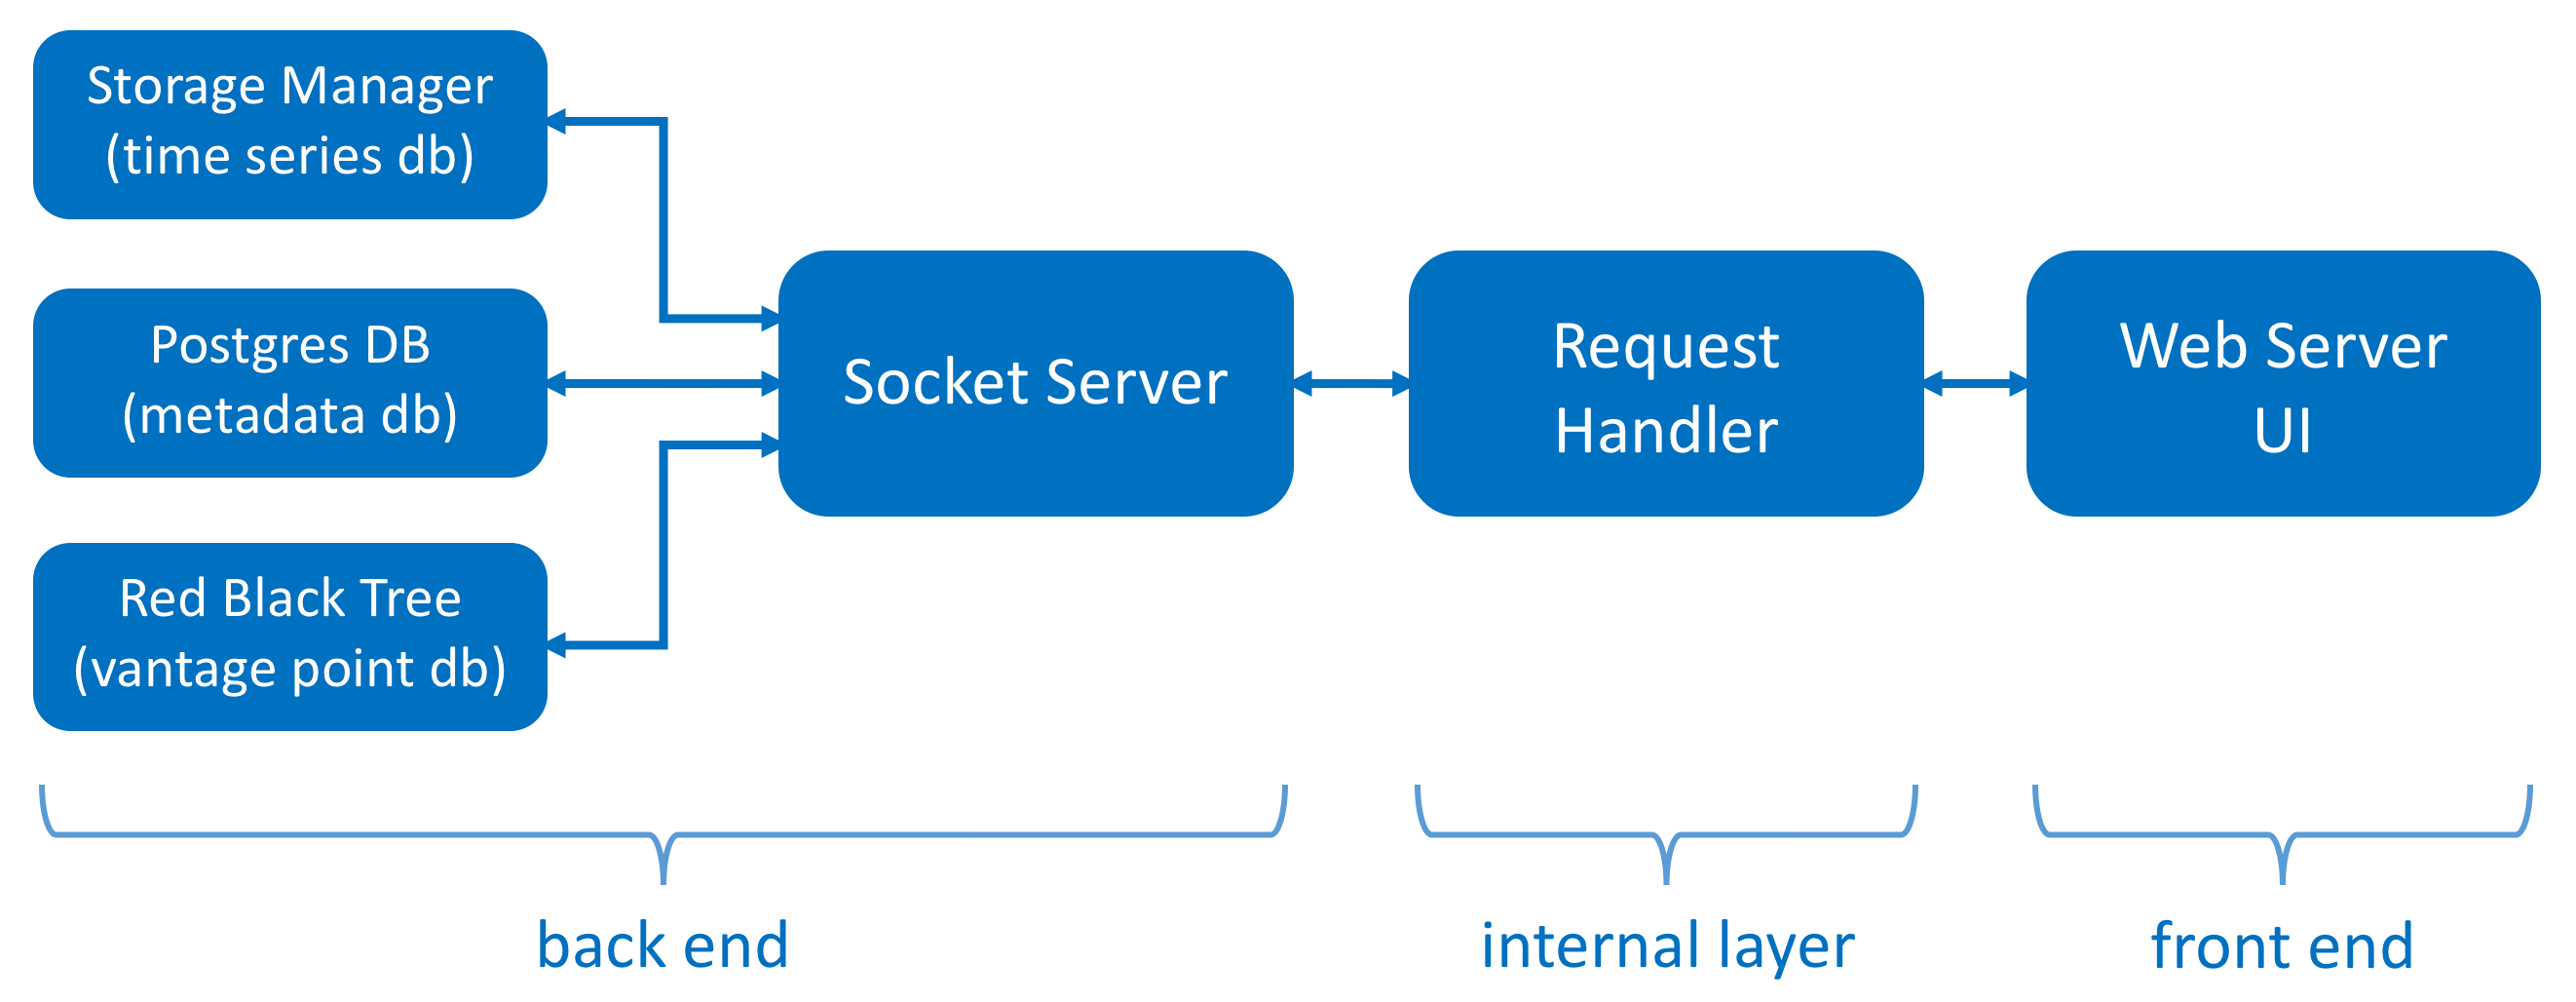 Storage Manager
(time series db)
Postgres DB
(metadata db)
Red Black Tree
(vantage point db)
Socket Server
Request
Handler
Web Server
UI
back end
internal layer
front end